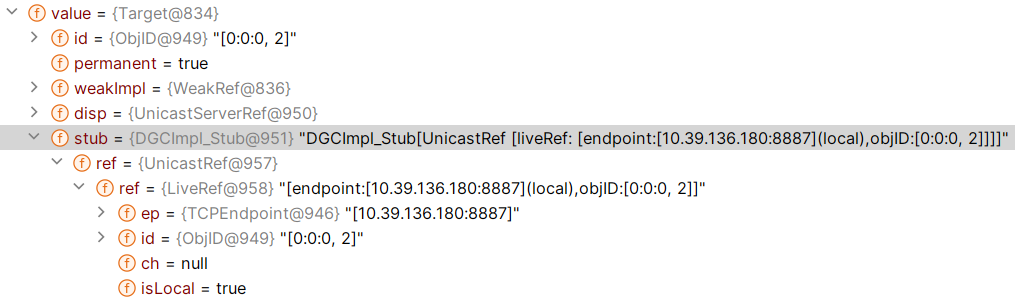 value = {Target@834}
id = {ObjID@949} "[0:0:0, 2]"
permanent = true
weakImpl = {WeakRef@836}
disp = {UnicastServerRef@950}
stub = {DGCImpl_Stub@951} "DGCImpl_Stub[UnicastRef [liveRef: [endpoint:[10.39.136.180:8887](local),objID:[0:0:0, 2]]]]"
ref = {UnicastRef@957}
ref = {LiveRef@958} "[endpoint:[10.39.136.180:8887](local),objID:[0:0:0, 2]]"
ep = {TCPEndpoint@946} "[10.39.136.180:8887]"
id = {ObjID@949} "[0:0:0, 2]"
ch = null
isLocal = true